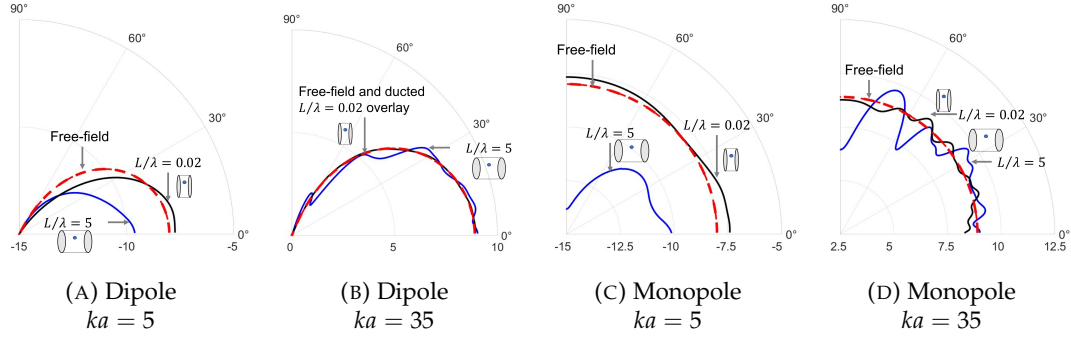 90°
60°
30°
0°
Free-field
L/λ = 0.02
L/λ = 5
-15
-10
-5
(A) Dipole
ka = 5
90°
60°
30°
0°
Free-field and ducted
L/λ = 0.02 overlay
L/λ = 5
0
5
10
(B) Dipole
ka = 35
90°
60°
30°
0°
Free-field
L/λ = 5
L/λ = 0.02
-15
-12.5
-10
-7.5
-5
(C) Monopole
ka = 5
90°
60°
30°
0°
Free-field
L/λ = 0.02
L/λ = 5
2.5
5
7.5
10
12.5
(D) Monopole
ka = 35